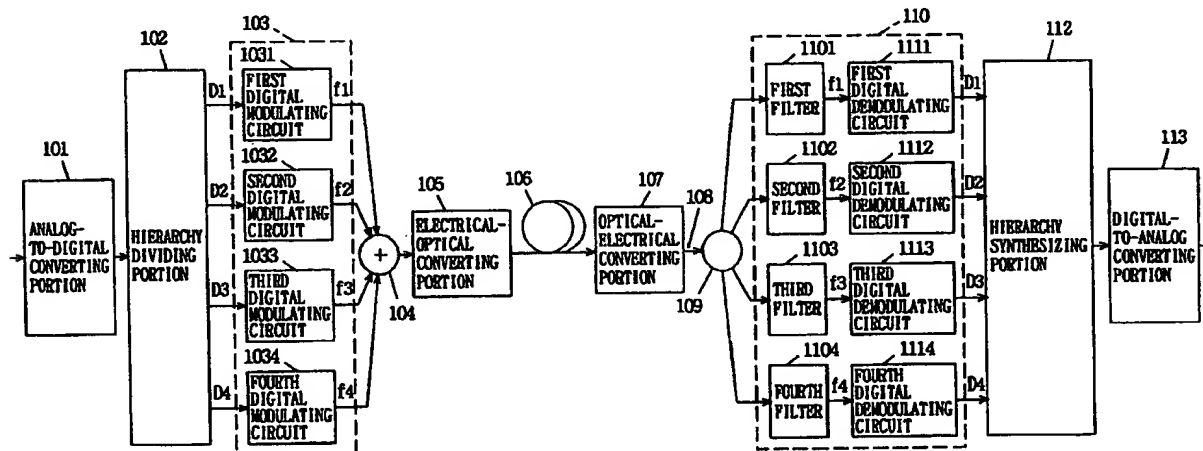 101
ANALOG-
TO-DIGITAL
CONVERTING
PORTION
102
HIERARCHY
DIVIDING
PORTION
103
D1
1031
FIRST
DIGITAL
MODULATING
CIRCUIT
f1
D2
1032
SECOND
DIGITAL
MODULATING
CIRCUIT
f2
D3
1033
THIRD
DIGITAL
MODULATING
CIRCUIT
f3
D4
1034
FOURTH
DIGITAL
MODULATING
CIRCUIT
f4
+
104
105
ELECTRICAL-
OPTICAL
CONVERTING
PORTION
106
107
OPTICAL-
ELECTRICAL
CONVERTING
PORTION
108
109
110
1101
FIRST
FILTER
f1
1111
FIRST
DIGITAL
DEMODULATING
CIRCUIT
D1
1102
SECOND
FILTER
f2
1112
SECOND
DIGITAL
DEMODULATING
CIRCUIT
D2
1103
THIRD
FILTER
f3
1113
THIRD
DIGITAL
DEMODULATING
CIRCUIT
D3
1104
FOURTH
FILTER
f4
1114
FOURTH
DIGITAL
DEMODULATING
CIRCUIT
D4
112
HIERARCHY
SYNTHESIZING
PORTION
113
DIGITAL-
TO-ANALOG
CONVERTING
PORTION